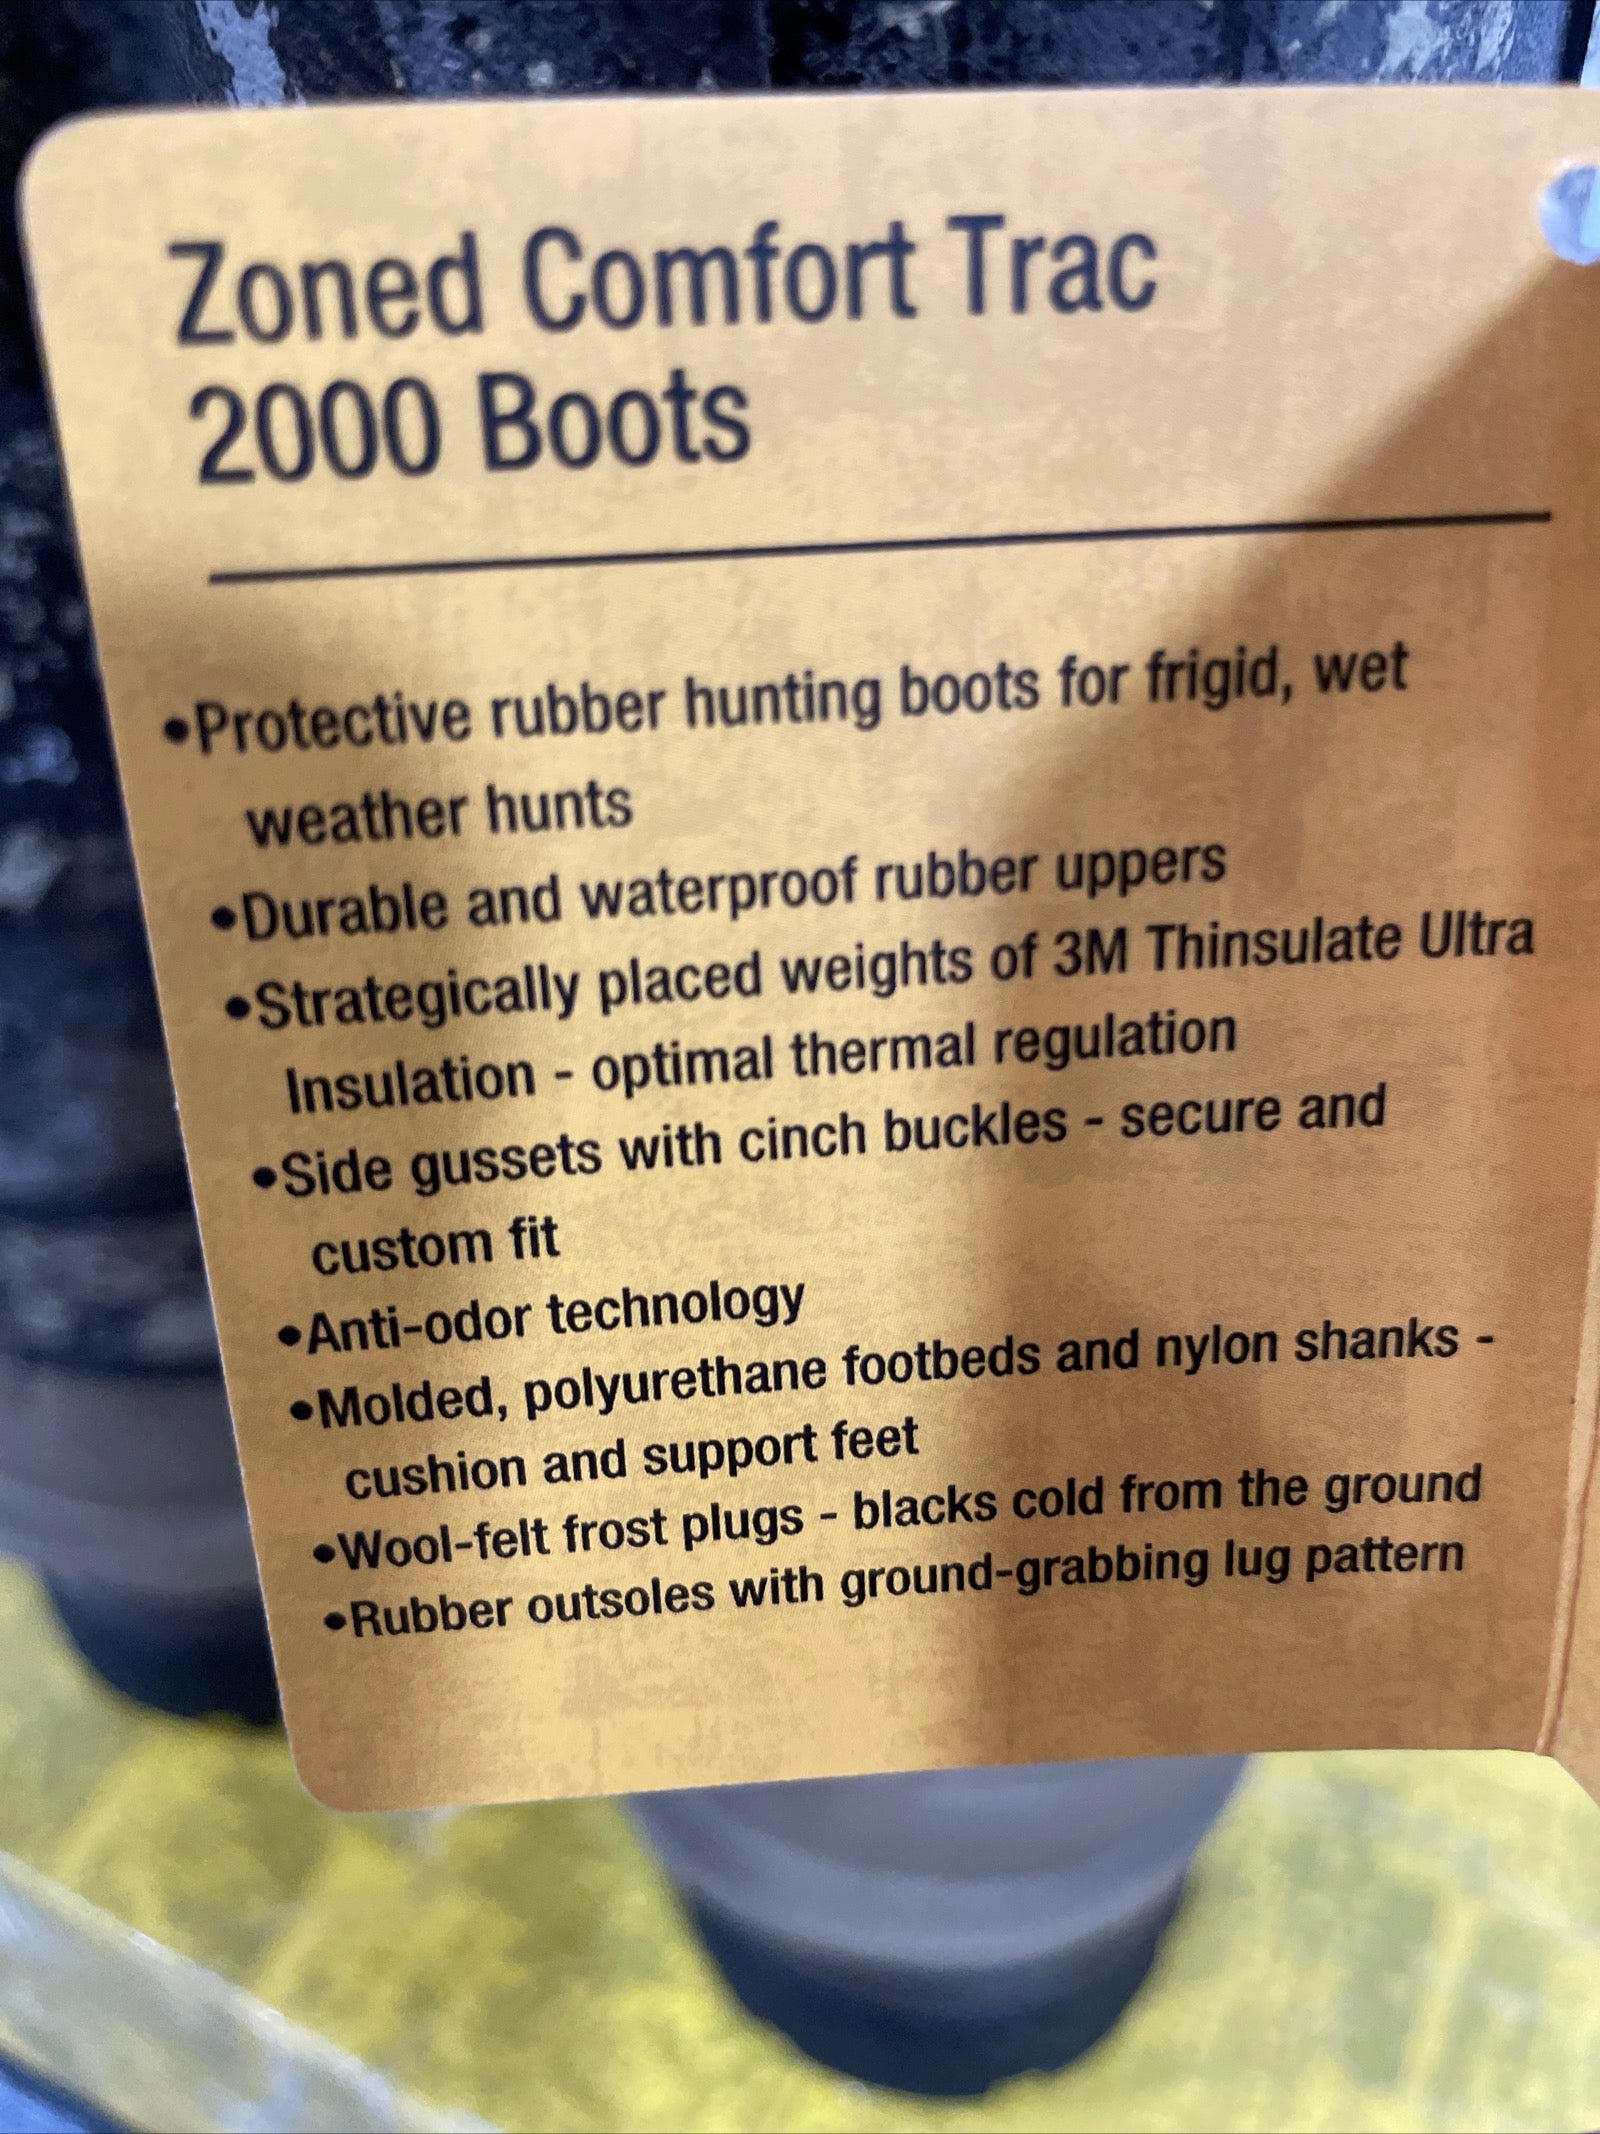 Zoned Comfort Trac
2000 Boots
•Protective rubber hunting boots for frigid, wet
weather hunts
•Durable and waterproof rubber uppers
•Strategically placed weights of 3M Thinsulate Ultra
Insulation - optimal thermal regulation
•Side gussets with cinch buckles - secure and
custom fit
•Anti-odor technology
•Molded, polyurethane footbeds and nylon shanks -
cushion and support feet
•Wool-felt frost plugs - blacks cold from the ground
•Rubber outsoles with ground-grabbing lug pattern